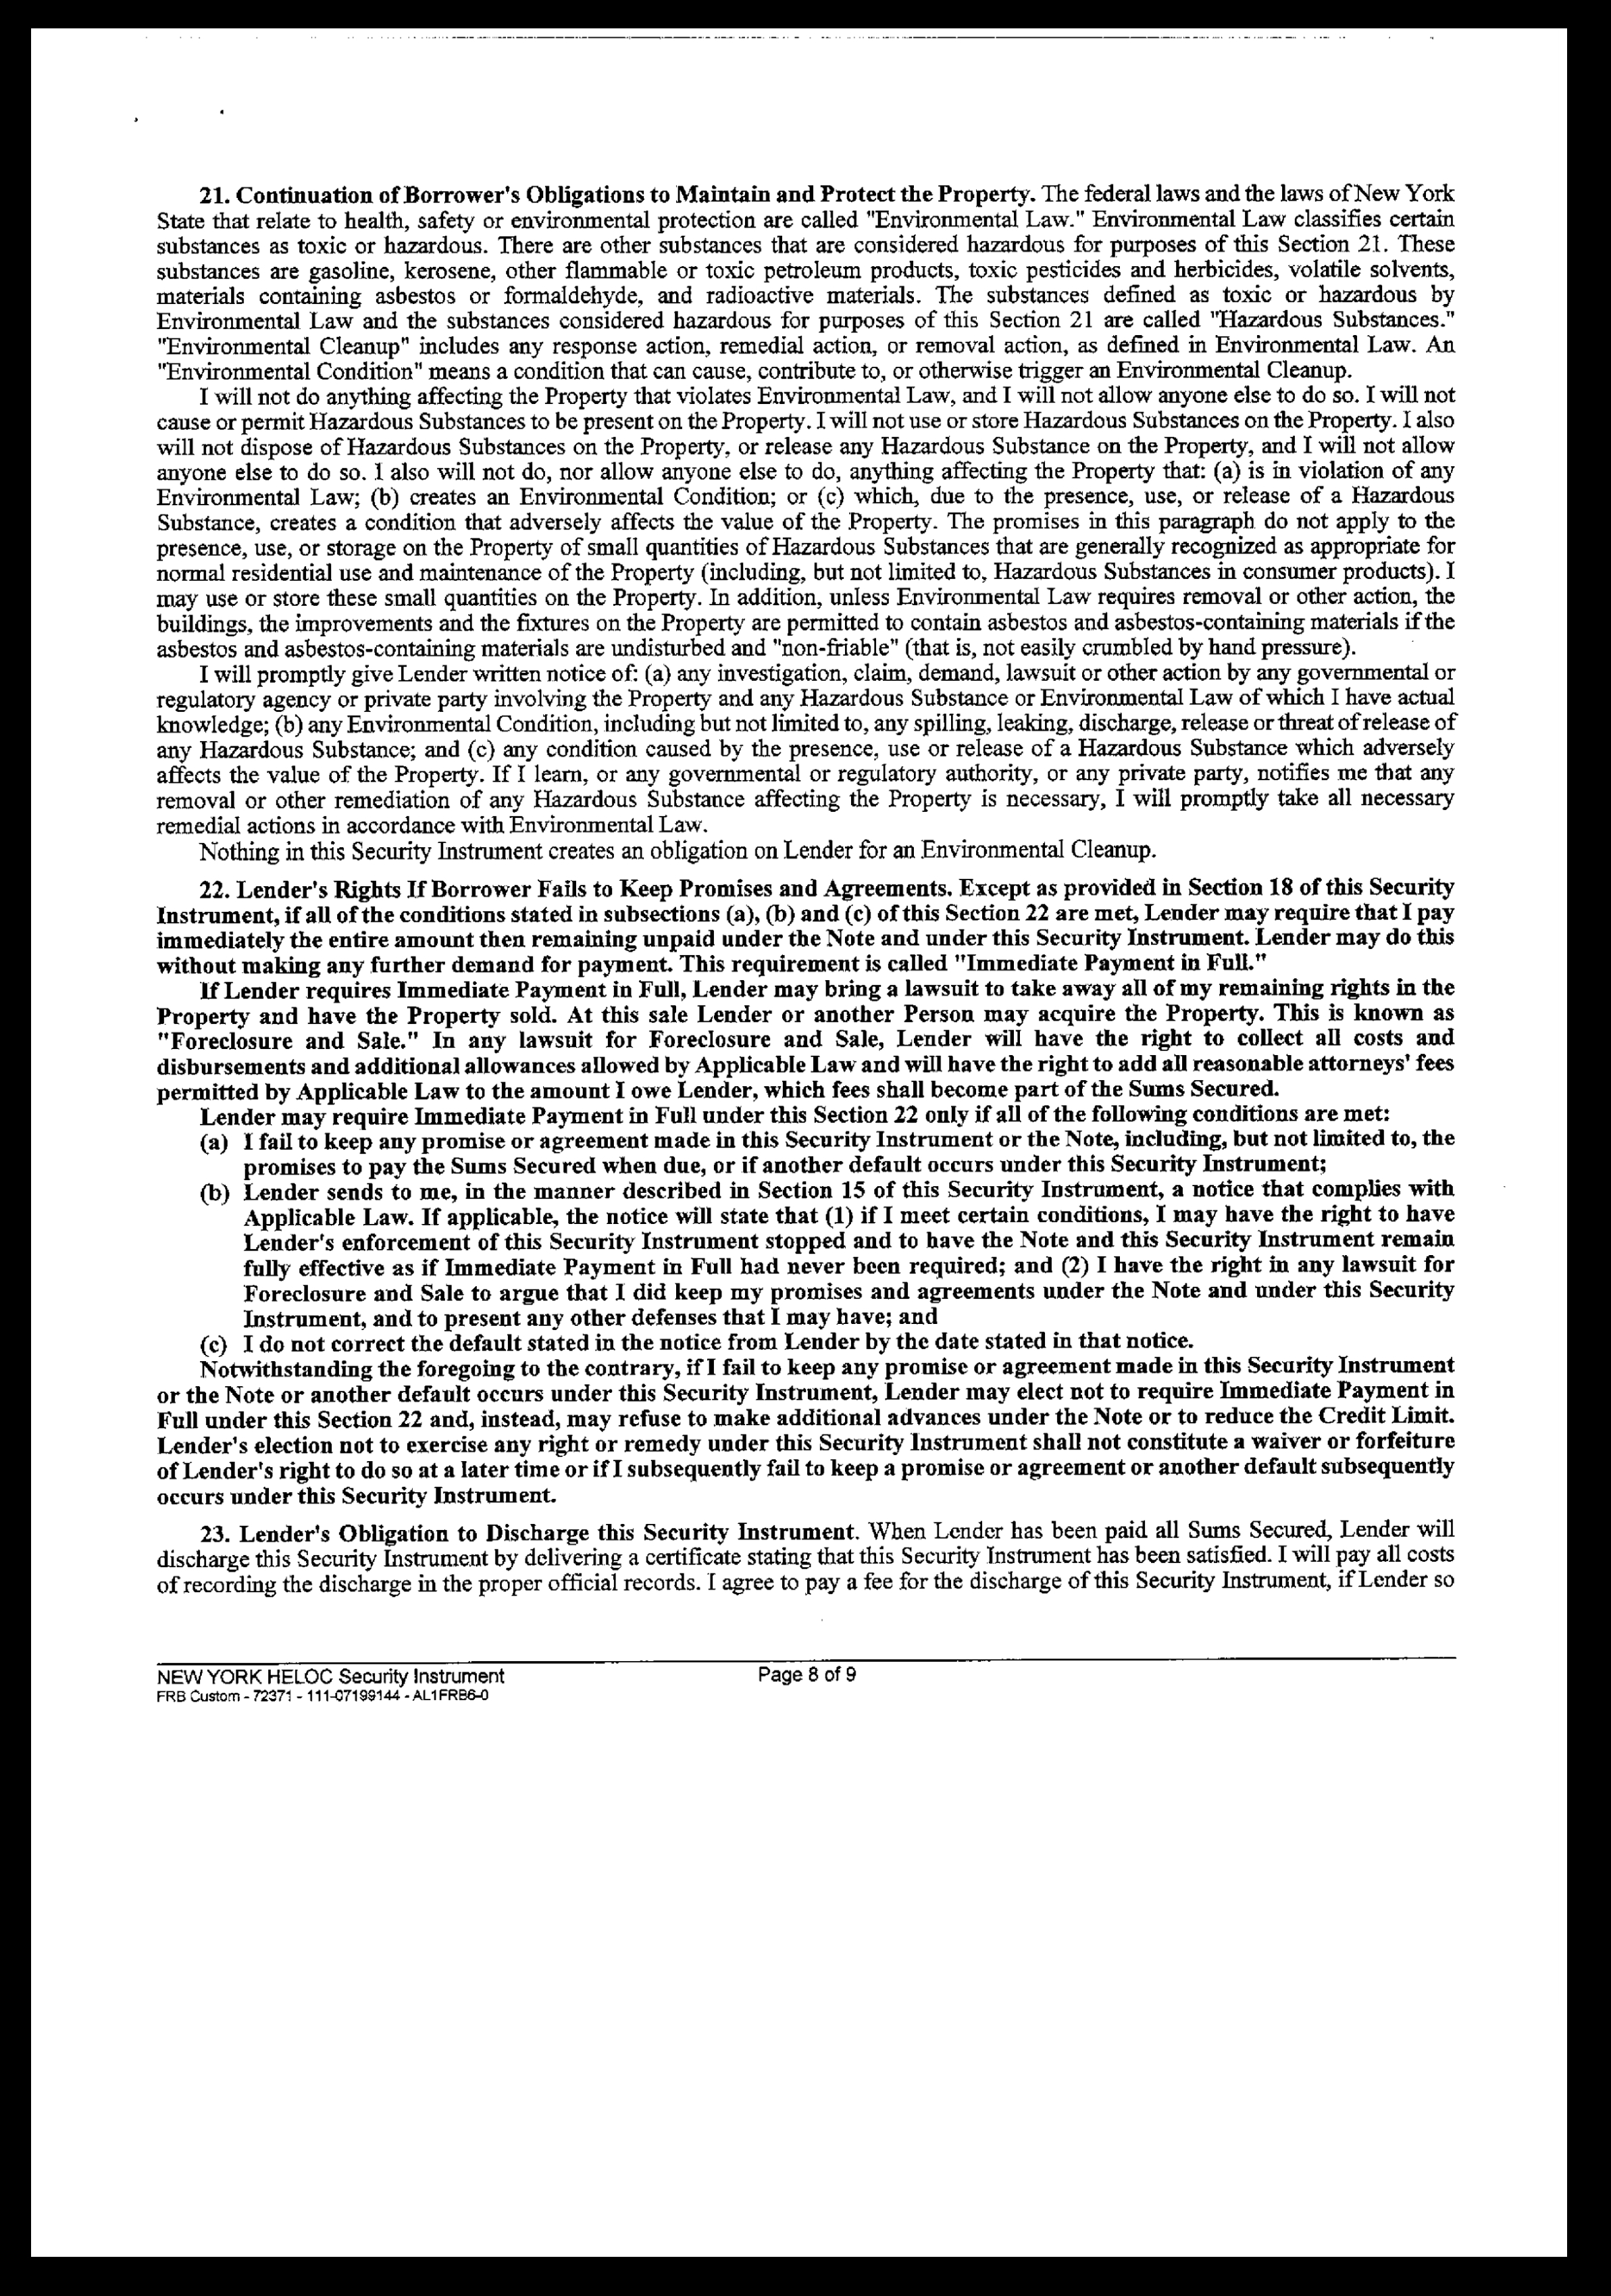 21. Continuation of Borrower's Obligations to Maintain and Protect the Property. The federal laws and the laws of New York
State that relate to health, safety or environmental protection are called "Environmental Law." Environmental Law classifies certain
substances as toxic or hazardous. There are other substances that are considered hazardous for purposes of this Section 21. These
substances are gasoline, kerosene, other flammable or toxic petroleum products, toxic pesticides and herbicides, volatile solvents,
materials containing asbestos or formaldehyde, and radioactive materials. The substances defined as toxic or hazardous by
Environmental Law and the substances considered hazardous for purposes of this Section 21 are called "Hazardous Substances."
"Environmental Cleanup" includes any response action, remedial action, or removal action, as defined in Environmental Law. An
"Environmental Condition" means a condition that can cause, contribute to, or otherwise trigger an Environmental Cleanup.
I will not do anything affecting the Property that violates Environmental Law, and I will not allow anyone else to do so. I will not
cause or permit Hazardous Substances to be present on the Property. I will not use or store Hazardous Substances on the Property. I also
will not dispose of Hazardous Substances on the Property, or release any Hazardous Substance on the Property, and I will not allow
anyone else to do so. I also will not do, nor allow anyone else to do, anything affecting the Property that: (a) is in violation of any
Environmental Law; (b) creates an Environmental Condition; or (c) which, due to the presence, use, or release of a Hazardous
Substance, creates a condition that adversely affects the value of the Property. The promises in this paragraph do not apply to the
presence, use, or storage on the Property of small quantities of Hazardous Substances that are generally recognized as appropriate for
normal residential use and maintenance of the Property (including, but not limited to, Hazardous Substances in consumer products). I
may use or store these small quantities on the Property. In addition, unless Environmental Law requires removal or other action, the
buildings, the improvements and the fixtures on the Property are permitted to contain asbestos and asbestos-containing materials if the
asbestos and asbestos-containing materials are undisturbed and "non-friable" (that is, not easily crumbled by hand pressure).
I will promptly give Lender written notice of: (a) any investigation, claim, demand, lawsuit or other action by any governmental or
regulatory agency or private party involving the Property and any Hazardous Substance or Environmental Law of which I have actual
knowledge; (b) any Environmental Condition, including but not limited to, any spilling, leaking, discharge, release or threat of release of
any Hazardous Substance; and (c) any condition caused by the presence, use or release of a Hazardous Substance which adversely
affects the value of the Property. If I learn, or any governmental or regulatory authority, or any private party, notifies me that any
removal or other remediation of any Hazardous Substance affecting the Property is necessary, I will promptly take all necessary
remedial actions in accordance with Environmental Law.
Nothing in this Security Instrument creates an obligation on Lender for an Environmental Cleanup.
22. Lender's Rights If Borrower Fails to Keep Promises and Agreements. Except as provided in Section 18 of this Security
Instrument, if all of the conditions stated in subsections (a), (b) and (c) of this Section 22 are met, Lender may require that I pay
immediately the entire amount then remaining unpaid under the Note and under this Security Instrument. Lender may do this
without making any further demand for payment. This requirement is called "Immediate Payment in Full."
If Lender requires Immediate Payment in Full, Lender may bring a lawsuit to take away all of my remaining rights in the
Property and have the Property sold. At this sale Lender or another Person may acquire the Property. This is known as
"Foreclosure and Sale." In any lawsuit for Foreclosure and Sale, Lender will have the right to collect all costs and
disbursements and additional allowances allowed by Applicable Law and will have the right to add all reasonable attorneys' fees
permitted by Applicable Law to the amount I owe Lender, which fees shall become part of the Sums Secured.
Lender may require Immediate Payment in Full under this Section 22 only if all of the following conditions are met:
(a) I fail to keep any promise or agreement made in this Security Instrument or the Note, including, but not limited to, the
promises to pay the Sums Secured when due, or if another default occurs under this Security Instrument;
(b) Lender sends to me, in the manner described in Section 15 of this Security Instrument, a notice that complies with
Applicable Law. If applicable, the notice will state that (1) if I meet certain conditions, I may have the right to have
Lender's enforcement of this Security Instrument stopped and to have the Note and this Security Instrument remain
fully effective as if Immediate Payment in Full had never been required; and (2) I have the right in any lawsuit for
Foreclosure and Sale to argue that I did keep my promises and agreements under the Note and under this Security
Instrument, and to present any other defenses that I may have; and
(c) I do not correct the default stated in the notice from Lender by the date stated in that notice.
Notwithstanding the foregoing to the contrary, if I fail to keep any promise or agreement made in this Security Instrument
or the Note or another default occurs under this Security Instrument, Lender may elect not to require Immediate Payment in
Full under this Section 22 and, instead, may refuse to make additional advances under the Note or to reduce the Credit Limit.
Lender's election not to exercise any right or remedy under this Security Instrument shall not constitute a waiver or forfeiture
of Lender's right to do so at a later time or if I subsequently fail to keep a promise or agreement or another default subsequently
occurs under this Security Instrument.
23. Lender's Obligation to Discharge this Security Instrument. When Lender has been paid all Sums Secured, Lender will
discharge this Security Instrument by delivering a certificate stating that this Security Instrument has been satisfied. I will pay all costs
of recording the discharge in the proper official records. I agree to pay a fee for the discharge of this Security Instrument, if Lender so
NEW YORK HELOC Security Instrument
Page 8 of 9
FRB Custom - 72371 - 111-07199144 - AL1FRB6-0